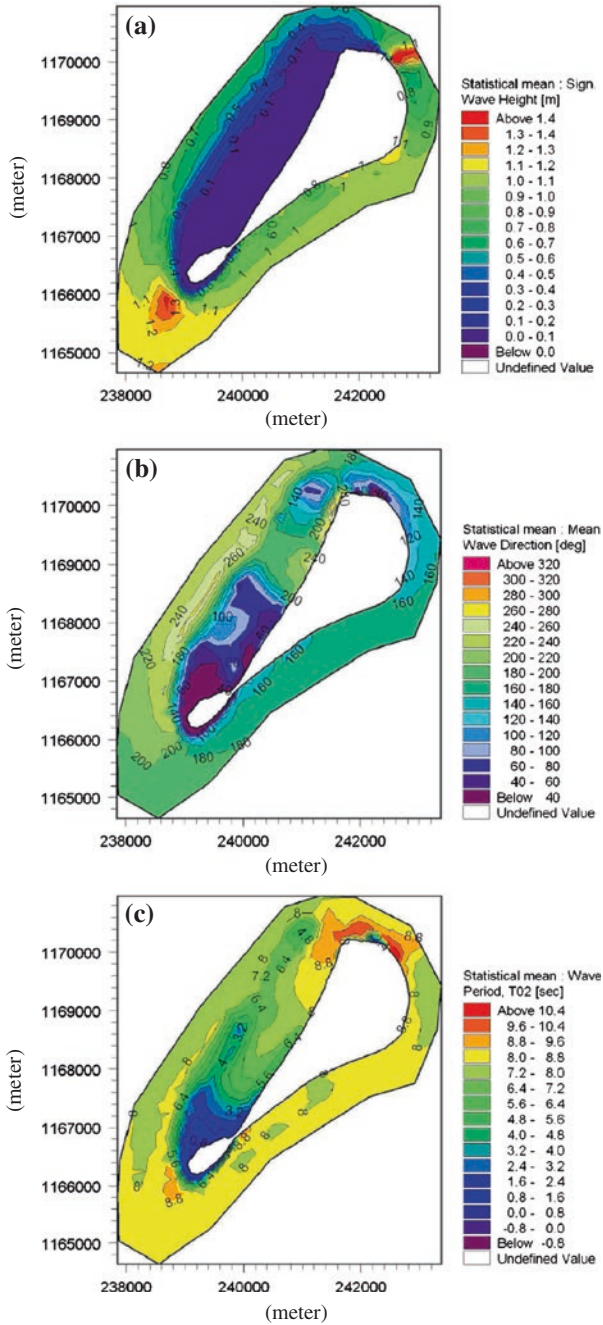 (a)
1170000
1169000
1168000
1167000
1166000
1165000
(meter)
238000 240000 242000
(meter)
Statistical mean : Sign.
Wave Height [m]
Above 1.4
1.3 - 1.4
1.2 - 1.3
1.1 - 1.2
1.0 - 1.1
0.9 - 1.0
0.8 - 0.9
0.7 - 0.8
0.6 - 0.7
0.5 - 0.6
0.4 - 0.5
0.3 - 0.4
0.2 - 0.3
0.1 - 0.2
0.0 - 0.1
Below 0.0
Undefined Value
(b)
1170000
1169000
1168000
1167000
1166000
1165000
(meter)
238000 240000 242000
(meter)
Statistical mean : Mean
Wave Direction [deg]
Above 320
300 - 320
280 - 300
260 - 280
240 - 260
220 - 240
200 - 220
180 - 200
160 - 180
140 - 160
120 - 140
100 - 120
80 - 100
60 - 80
40 - 60
Below 40
Undefined Value
(c)
1170000
1169000
1168000
1167000
1166000
1165000
(meter)
238000 240000 242000
(meter)
Statistical mean : Wave
Period, T02 [sec]
Above 10.4
9.6 - 10.4
8.8 - 9.6
8.0 - 8.8
7.2 - 8.0
6.4 - 7.2
5.6 - 6.4
4.8 - 5.6
4.0 - 4.8
3.2 - 4.0
2.4 - 3.2
1.6 - 2.4
0.8 - 1.6
0.0 - 0.8
-0.8 - 0.0
Below -0.8
Undefined Value